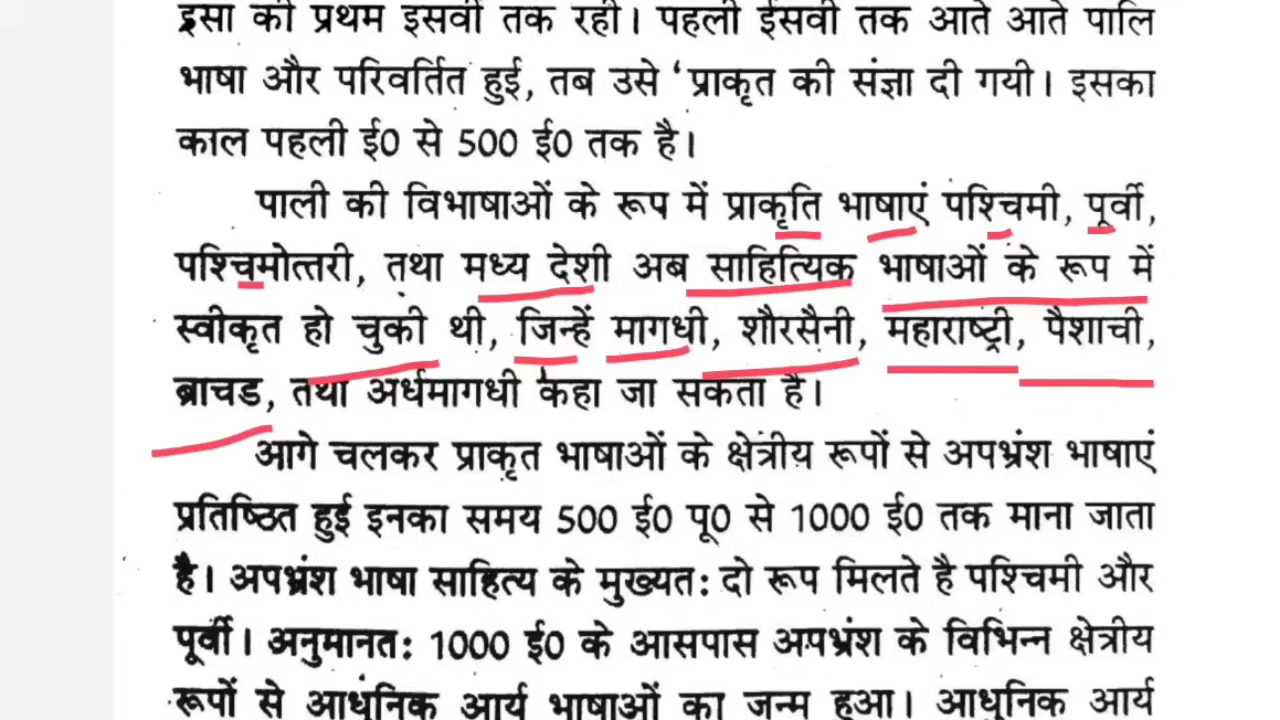 इसा की प्रथम इसवीं तक रही। पहली ईसवी तक आते आते पालि
भाषा और परिवर्तित हुई, तब उसे ‘प्राकृत की संज्ञा दी गयी। इसका
काल पहली ई0 से 500 ई0 तक है।
पाली की विभाषाओं के रूप में प्राकृति भाषाएं पश्चिमी, पूर्वी,
पश्चिमोत्तरी, तथा मध्य देशी अब साहित्यिक भाषाओं के रूप में
स्वीकृत हो चुकी थी, जिन्हें मागधी, शौरसैनी, महाराष्ट्री, पैशाची,
ब्राचड, तथा अर्धमागधी कहा जा सकता है।
आगे चलकर प्राकृत भाषाओं के क्षेत्रीय रूपों से अपभ्रंश भाषाएं
प्रतिष्ठित हुई इनका समय 500 ई0 पू0 से 1000 ई0 तक माना जाता
है। अपभ्रंश भाषा साहित्य के मुख्यत: दो रूप मिलते है पश्चिमी और
पूर्वी। अनुमानत: 1000 ई0 के आसपास अपभ्रंश के विभिन्न क्षेत्रीय
रूपों से आधुनिक आर्य भाषाओं का जन्म हुआ। आधुनिक आर्य